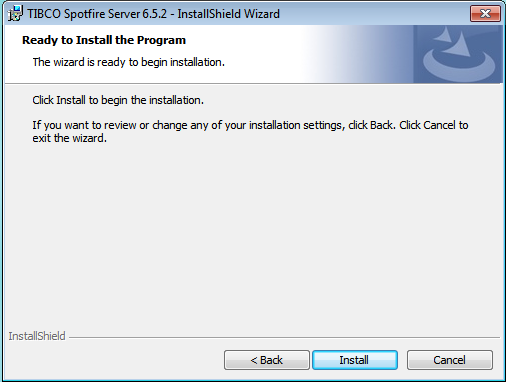 TIBCO Spotfire Server 6.5.2 - InstallShield Wizard
Ready to Install the Program
The wizard is ready to begin installation.
Click Install to begin the installation.
If you want to review or change any of your installation settings, click Back. Click Cancel to
exit the wizard.
InstallShield
< Back
Install
Cancel